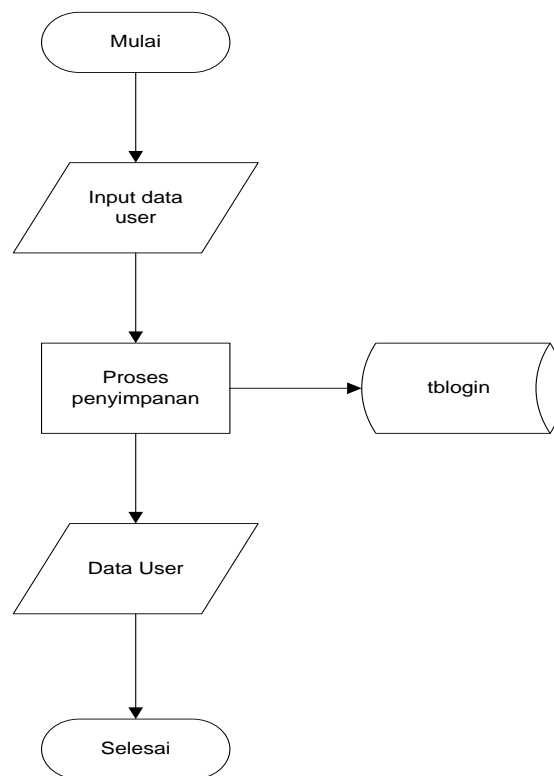 Mulai
Input data
user
Proses
penyimpanan
tblogin
Data User
Selesai